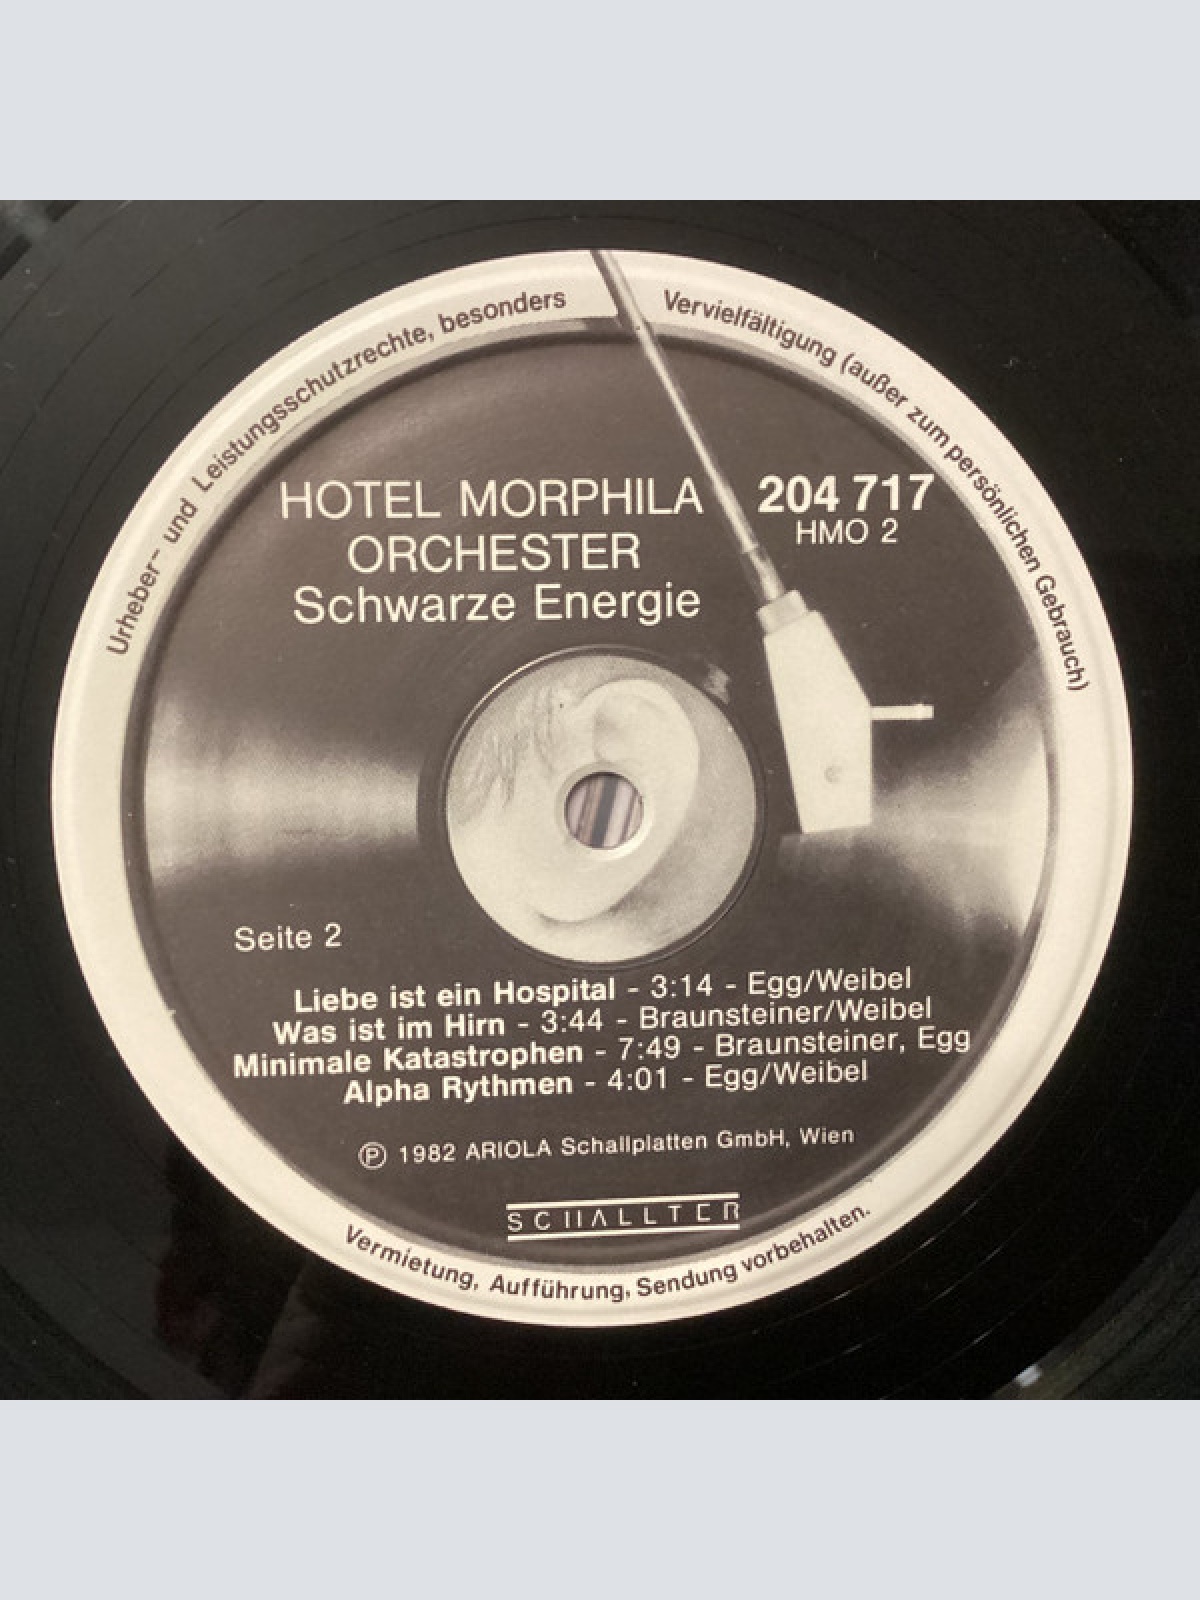 Urheber- und Leistungsschutzrechte, besonders
Vervielfältigung (außer zum persönlichen Gebrauch)
HOTEL MORPHILA
ORCHESTER
Schwarze Energie
204 717
HMO 2
Seite 2
Liebe ist ein Hospital - 3:14 - Egg/Weibel
Was ist im Hirn - 3:44 - Braunsteiner/Weibel
Minimale Katastrophen - 7:49 - Braunsteiner, Egg
Alpha Rythmen - 4:01 - Egg/Weibel
℗ 1982 ARIOLA Schallplatten GmbH, Wien
SCHALLTER
Vermietung, Aufführung, Sendung vorbehalten.